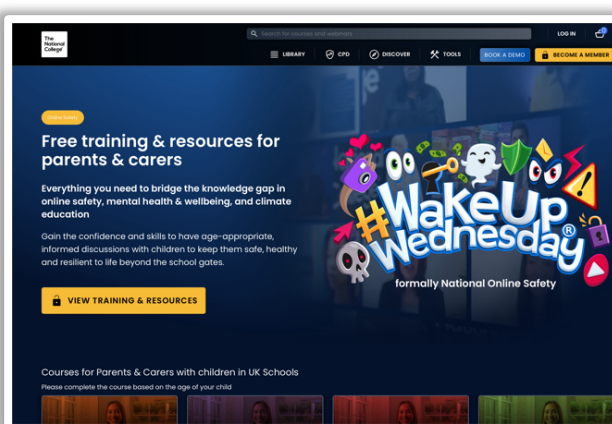 The
National
College®
Search for courses and webinars
LOG IN
LIBRARY
CPD
DISCOVER
TOOLS
BOOK A DEMO
BECOME A MEMBER
Online Safety
Free training & resources for
parents & carers
Everything you need to bridge the knowledge gap in
online safety, mental health & wellbeing, and climate
education
Gain the confidence and skills to have age-appropriate,
informed discussions with children to keep them safe, healthy
and resilient to life beyond the school gates.
VIEW TRAINING & RESOURCES
#WakeUp
Wednesday®
formally National Online Safety
Courses for Parents & Carers with children in UK Schools
Please complete the course based on the age of your child